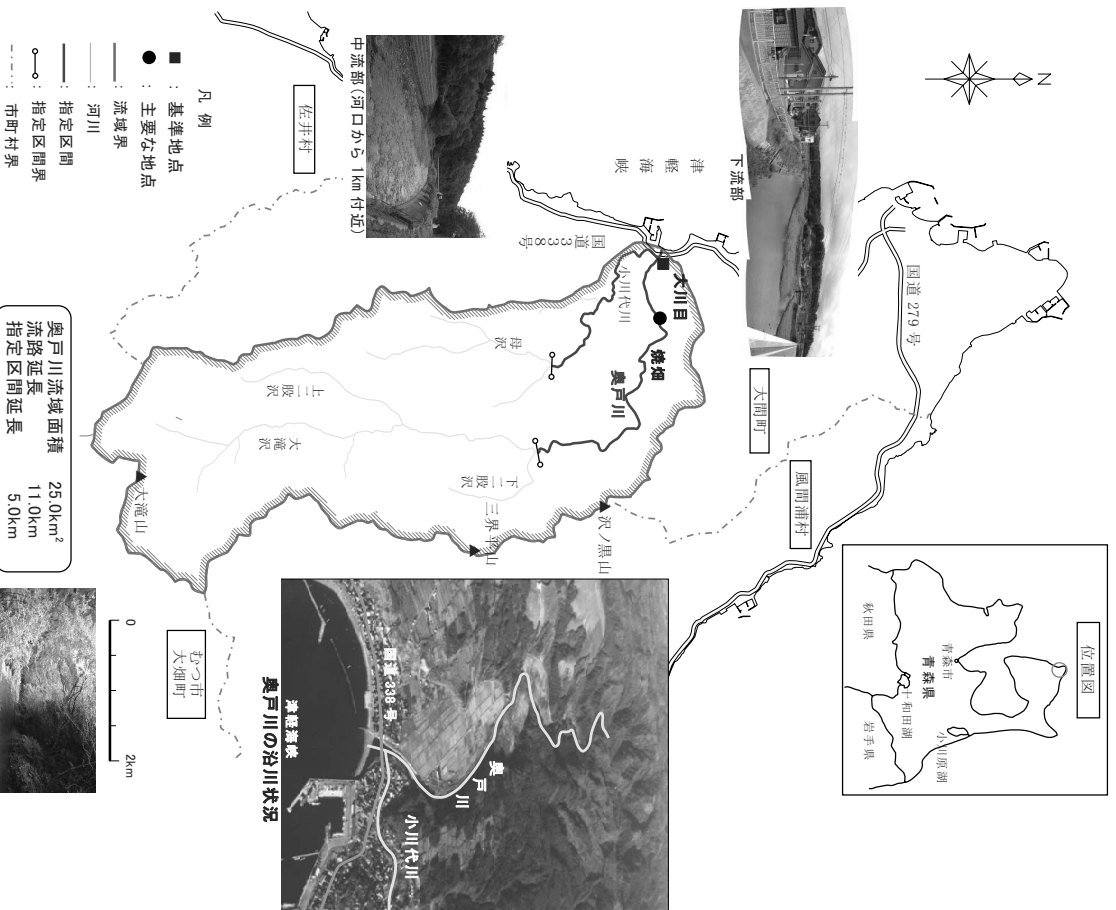 N
下流部
津軽海峡
国道 279 号
中流部(河口から 1km 付近)
佐井村
国道338号
小川代川
大川目
焼畑
奥戸川
母沢
上二股沢
大滝沢
下二股沢
三界平山
沢ノ黒山
大滝山
大間町
風間浦村
むつ市
大畑町
凡 例
: 基準地点
: 主要な地点
: 流域界
: 河川
: 指定区間
: 指定区間界
: 市町村界
奥戸川流域面積 25.0km²
流路延長 11.0km
指定区間延長 5.0km
0
2km
位置図
青森市
青森県
秋田県
十和田湖
小川原湖
岩手県
国道 338 号
津軽海峡
奥戸川
小川代川
奥戸川の沿川状況